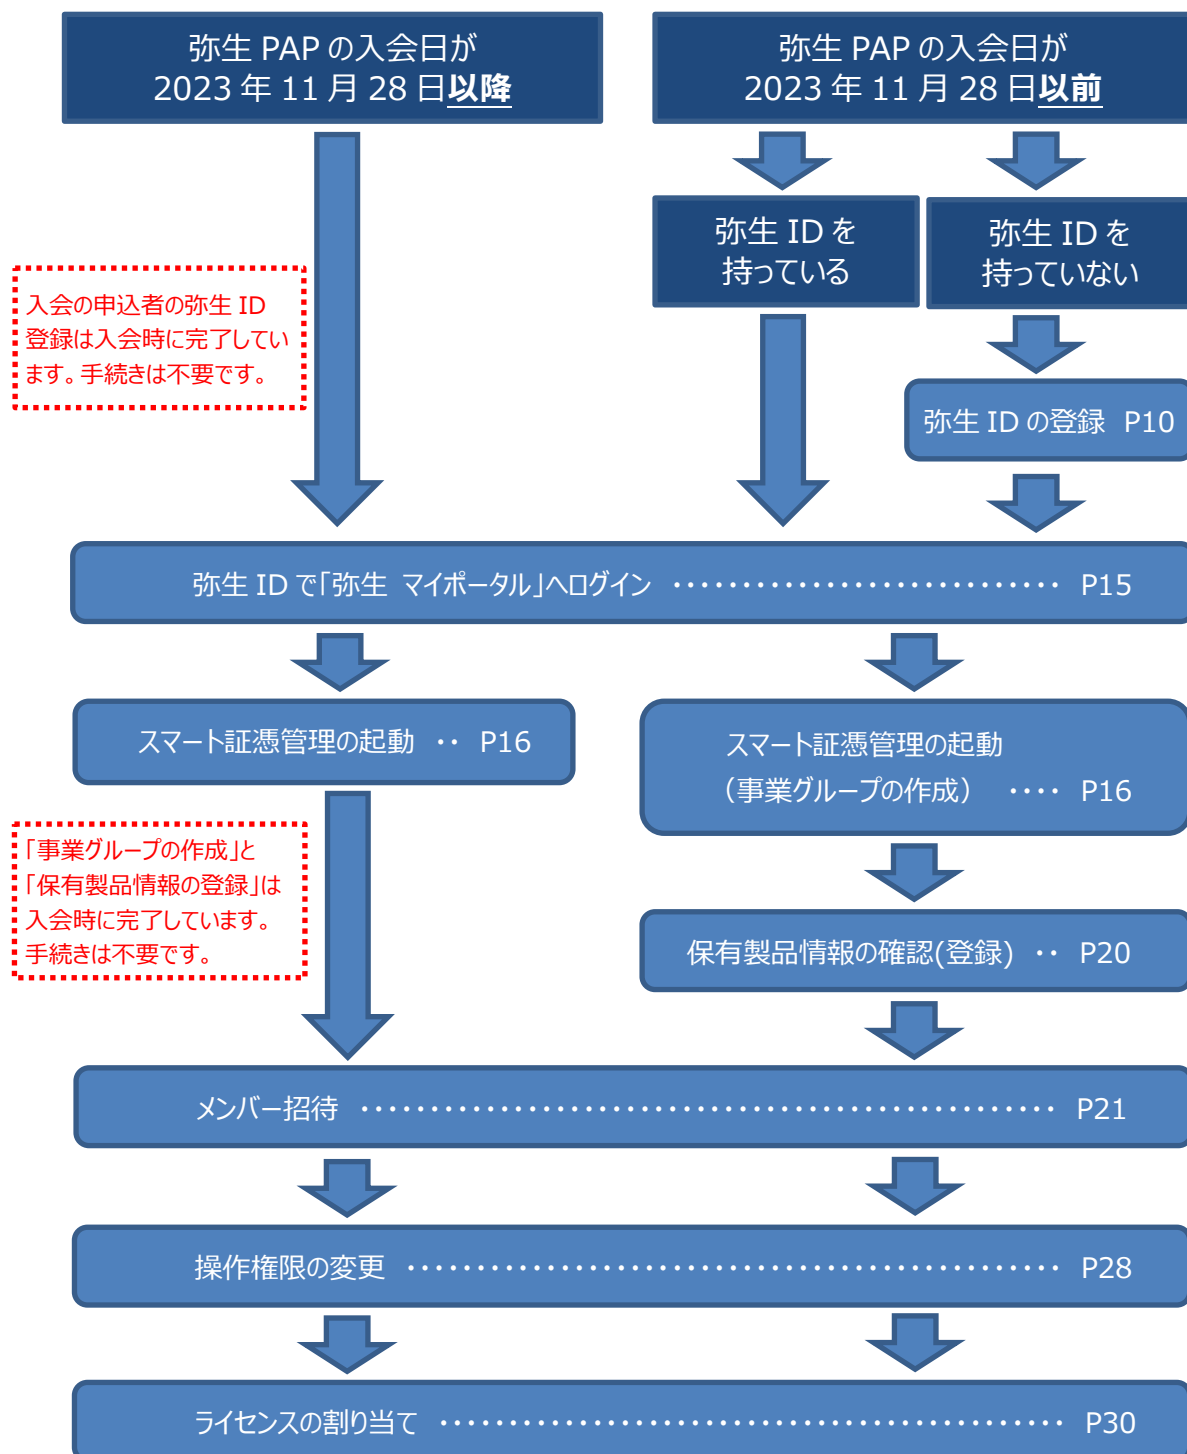 弥生 PAP の入会日が
2023 年 11 月 28 日以降
弥生 PAP の入会日が
2023 年 11 月 28 日以前
弥生 ID を
持っている
弥生 ID を
持っていない
入会の申込者の弥生 ID
登録は入会時に完了してい
ます。手続きは不要です。
弥生 ID の登録 P10
弥生 ID で「弥生 マイポータル」へログイン ・・・・・・・・・・・・・・・・・・・・・・・・・・・・ P15
スマート証憑管理の起動 ・・ P16
スマート証憑管理の起動
（事業グループの作成） ・・・・ P16
「事業グループの作成」と
「保有製品情報の登録」は
入会時に完了しています。
手続きは不要です。
保有製品情報の確認(登録) ・・ P20
メンバー招待 ・・・・・・・・・・・・・・・・・・・・・・・・・・・・・・・・・・・・・・・・・・・・・・・・・・ P21
操作権限の変更 ・・・・・・・・・・・・・・・・・・・・・・・・・・・・・・・・・・・・・・・・・・・・・・・ P28
ライセンスの割り当て ・・・・・・・・・・・・・・・・・・・・・・・・・・・・・・・・・・・・・・・・・・・・・ P30